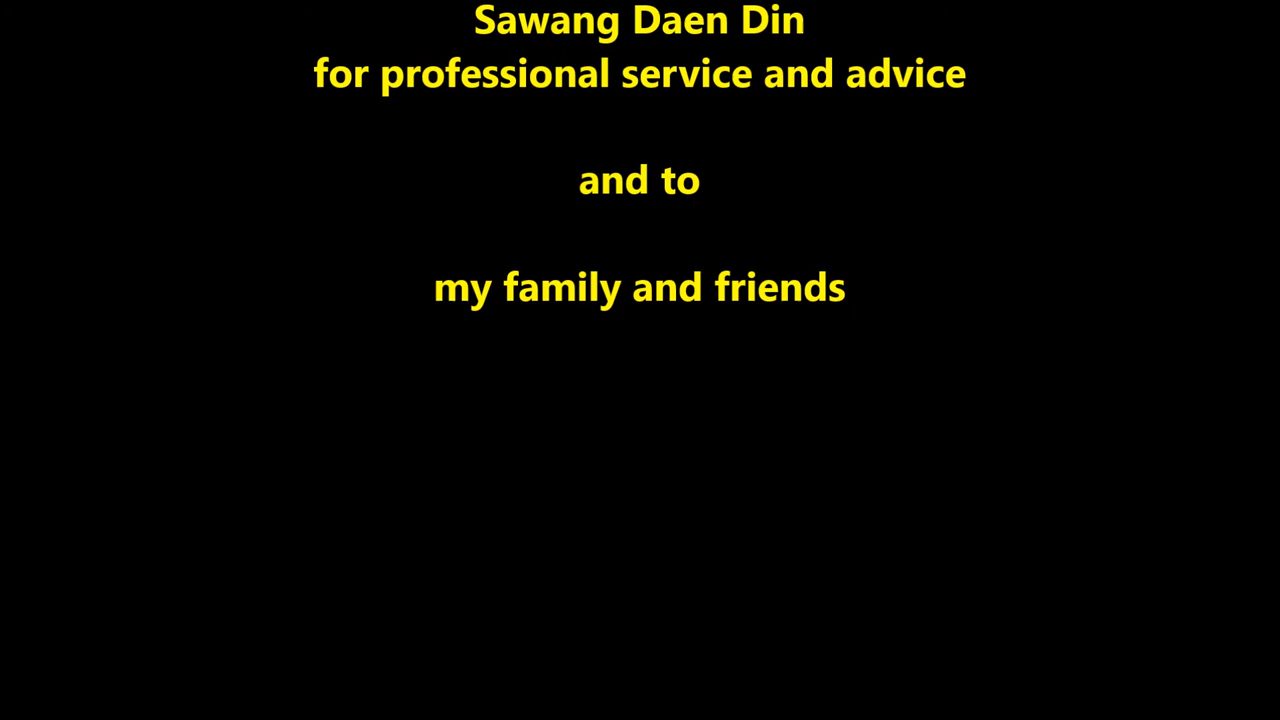 Sawang Daen Din
for professional service and advice
and to
my family and friends